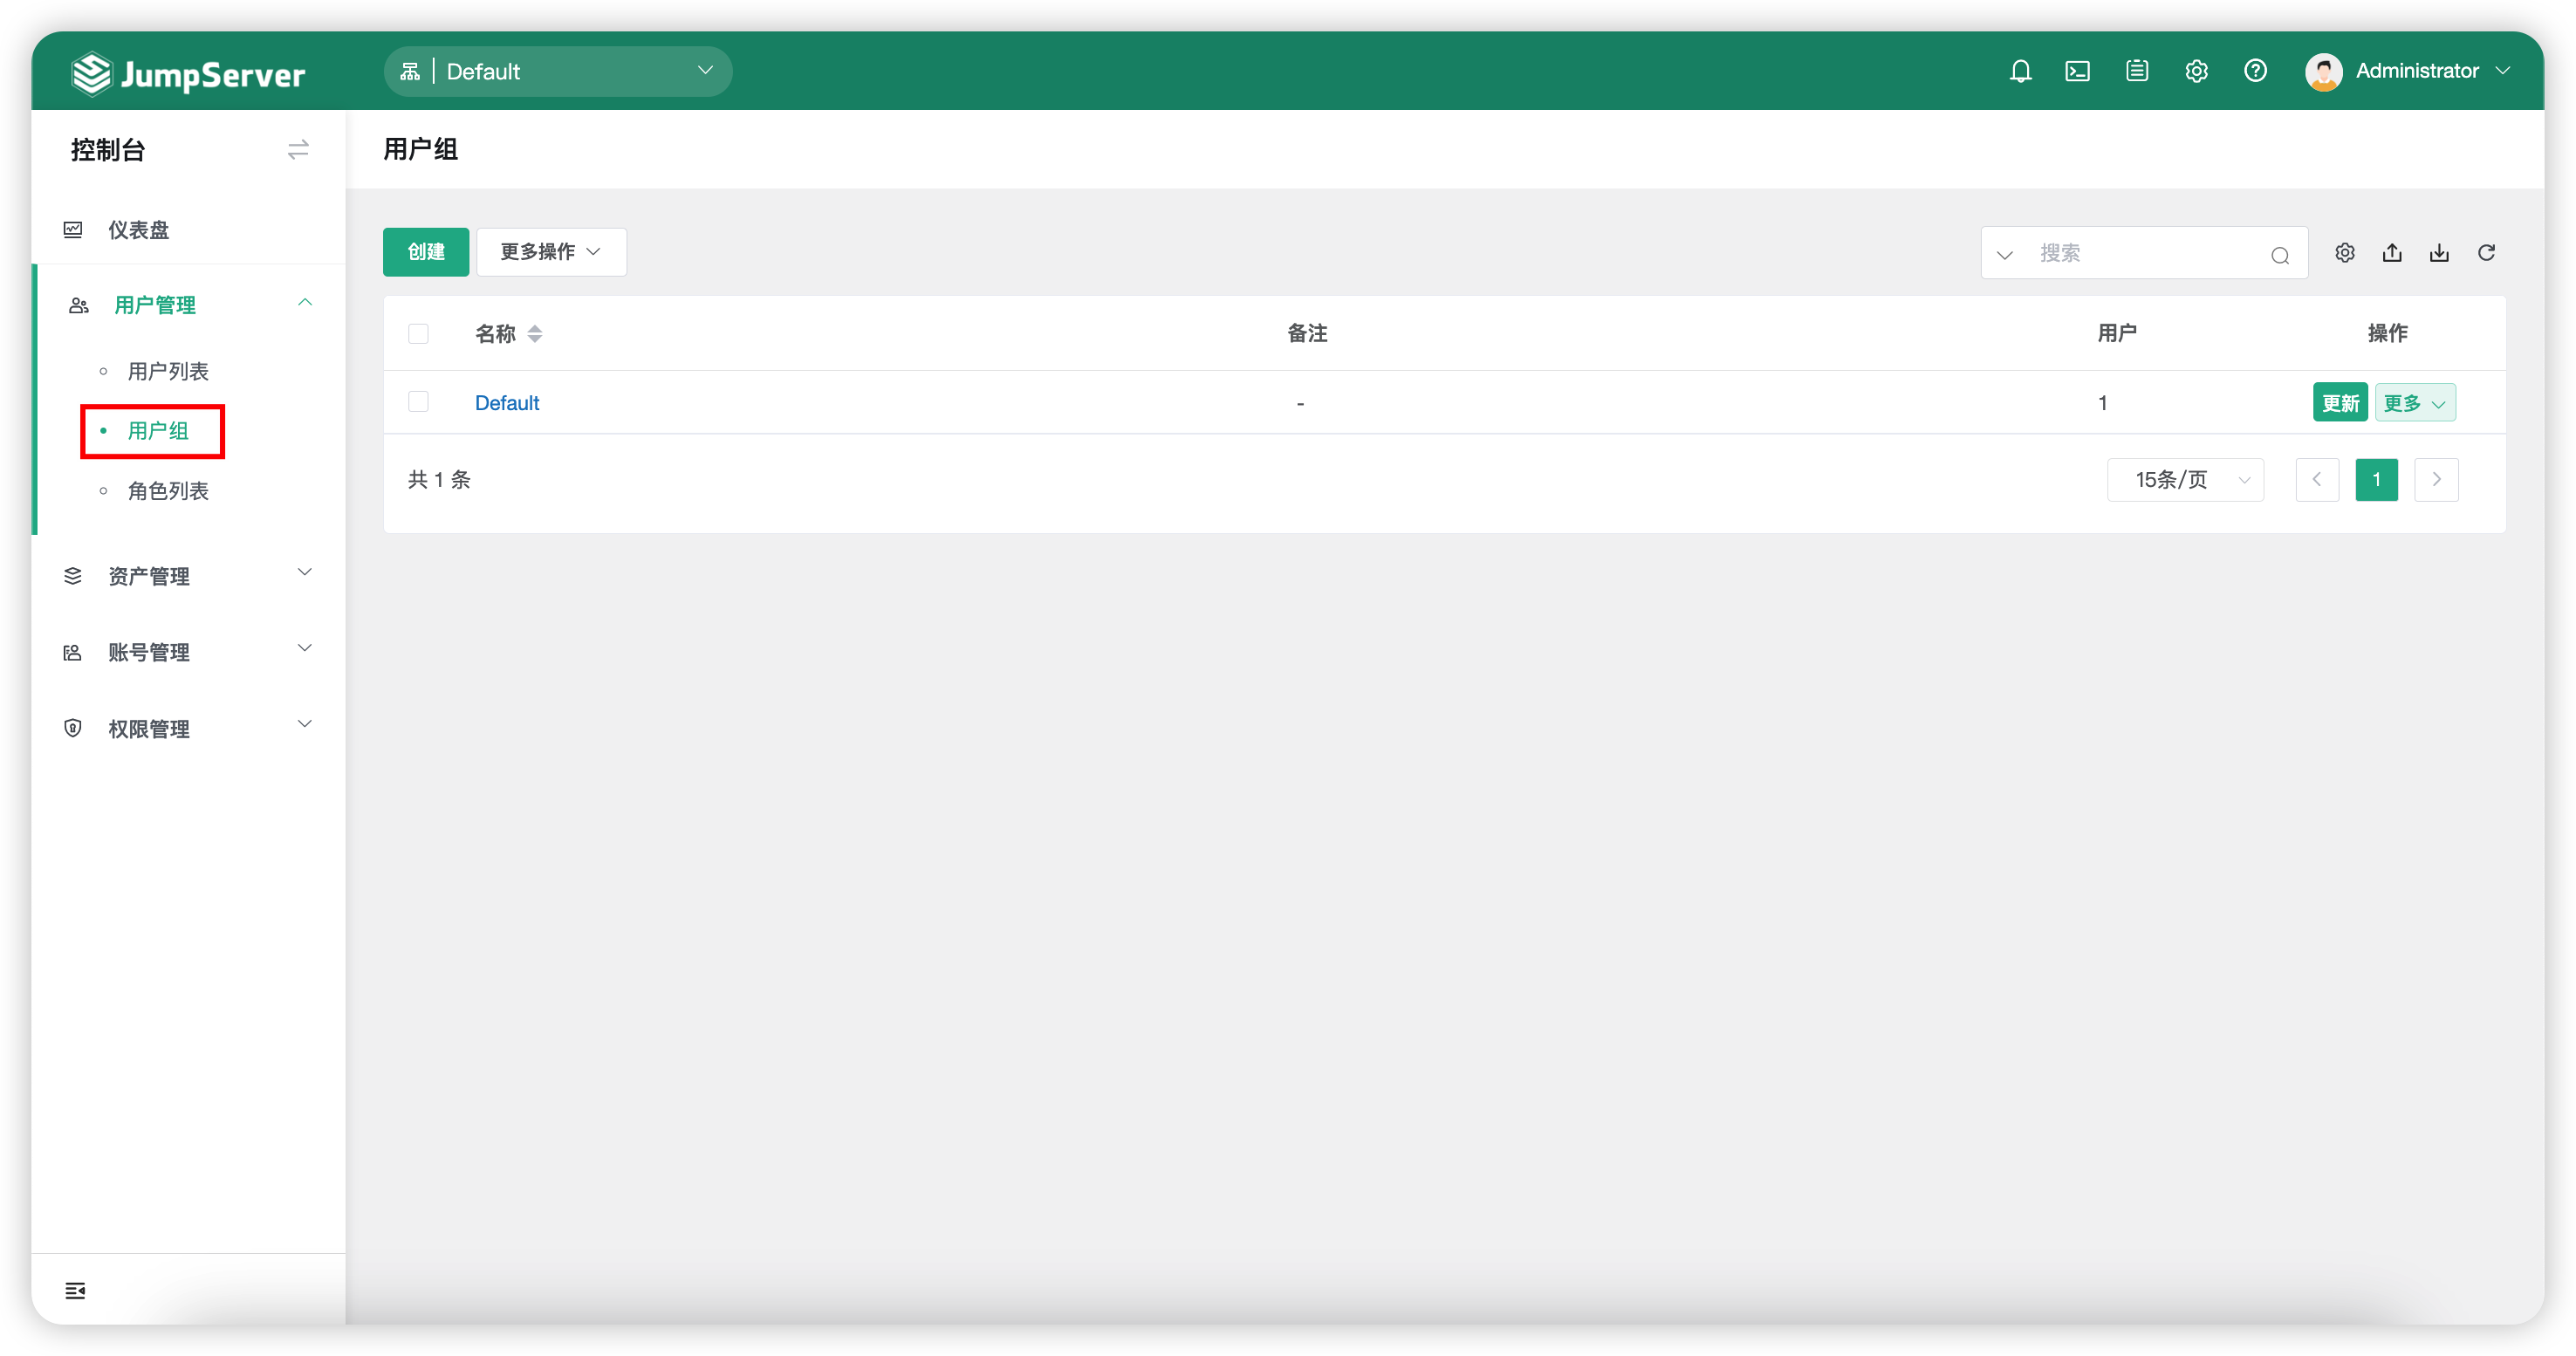 JumpServer
Default
Administrator
控制台
用户组
仪表盘
创建
更多操作
搜索
用户管理
名称
备注
用户
操作
用户列表
Default
-
1
更新
更多
用户组
共 1 条
15条/页
1
角色列表
资产管理
账号管理
权限管理